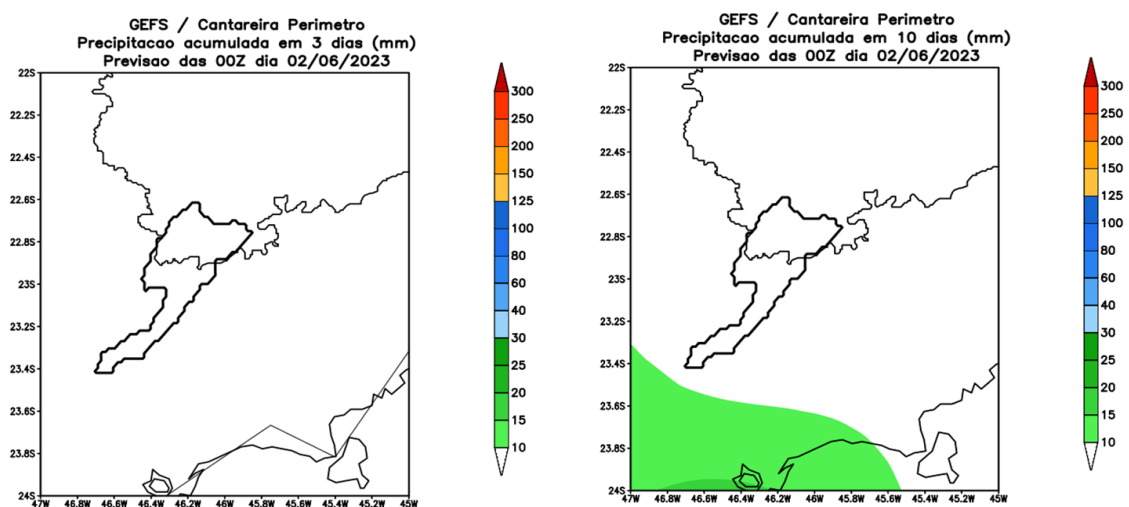 GEFS / Cantareira Perimetro
Precipitacao acumulada em 3 dias (mm)
Previsao das 00Z dia 02/06/2023
22S
22.2S
22.4S
22.6S
22.8S
23S
23.2S
23.4S
23.6S
23.8S
24S
47W
46.8W
46.6W
46.4W
46.2W
46W
45.8W
45.6W
45.4W
45.2W
45W
300
250
200
150
125
100
80
60
40
30
25
20
15
10
GEFS / Cantareira Perimetro
Precipitacao acumulada em 10 dias (mm)
Previsao das 00Z dia 02/06/2023
22S
22.2S
22.4S
22.6S
22.8S
23S
23.2S
23.4S
23.6S
23.8S
24S
47W
46.8W
46.6W
46.4W
46.2W
46W
45.8W
45.6W
45.4W
45.2W
45W
300
250
200
150
125
100
80
60
40
30
25
20
15
10